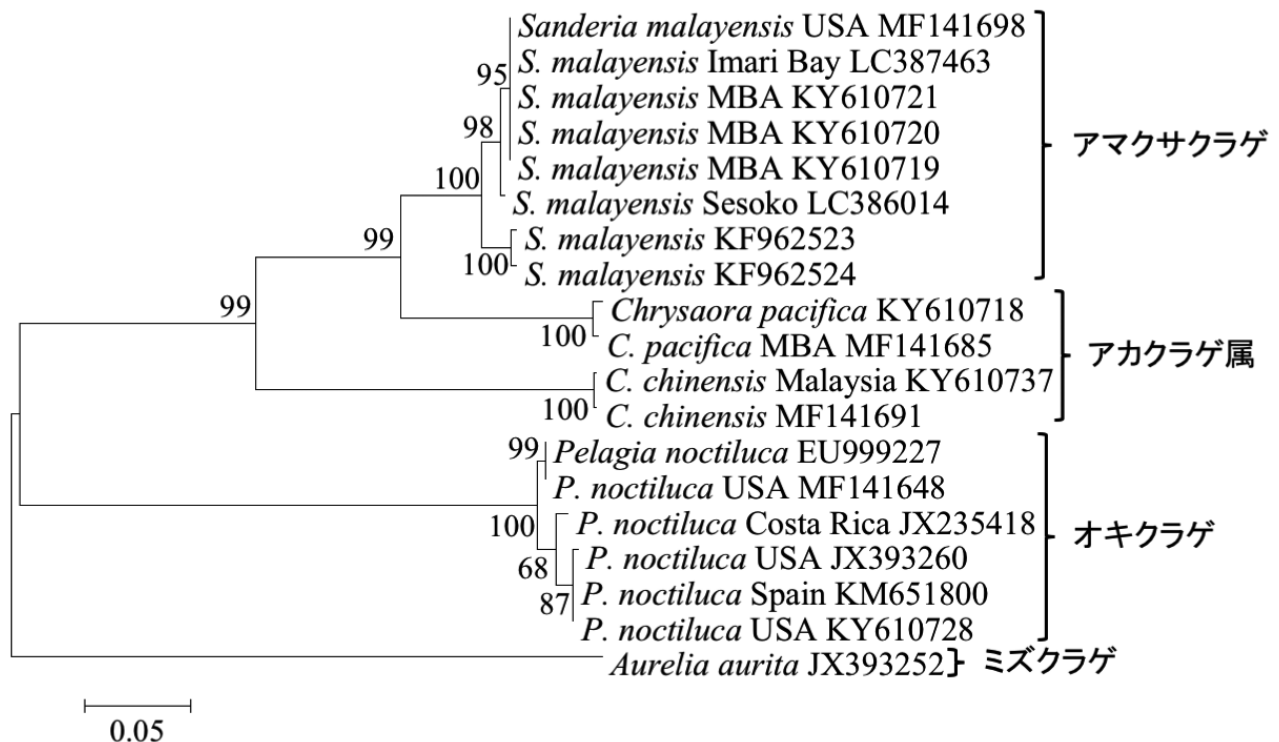 Sanderia malayensis USA MF141698
S. malayensis Imari Bay LC387463
95
S. malayensis MBA KY610721
98
S. malayensis MBA KY610720
アマクサクラゲ
S. malayensis MBA KY610719
100
S. malayensis Sesoko LC386014
99
S. malayensis KF962523
100
S. malayensis KF962524
99
Chrysaora pacifica KY610718
100
C. pacifica MBA MF141685
アカクラゲ属
C. chinensis Malaysia KY610737
100
C. chinensis MF141691
99
Pelagia noctiluca EU999227
P. noctiluca USA MF141648
100
P. noctiluca Costa Rica JX235418
オキクラゲ
68
P. noctiluca USA JX393260
87
P. noctiluca Spain KM651800
P. noctiluca USA KY610728
Aurelia aurita JX393252
ミズクラゲ
0.05